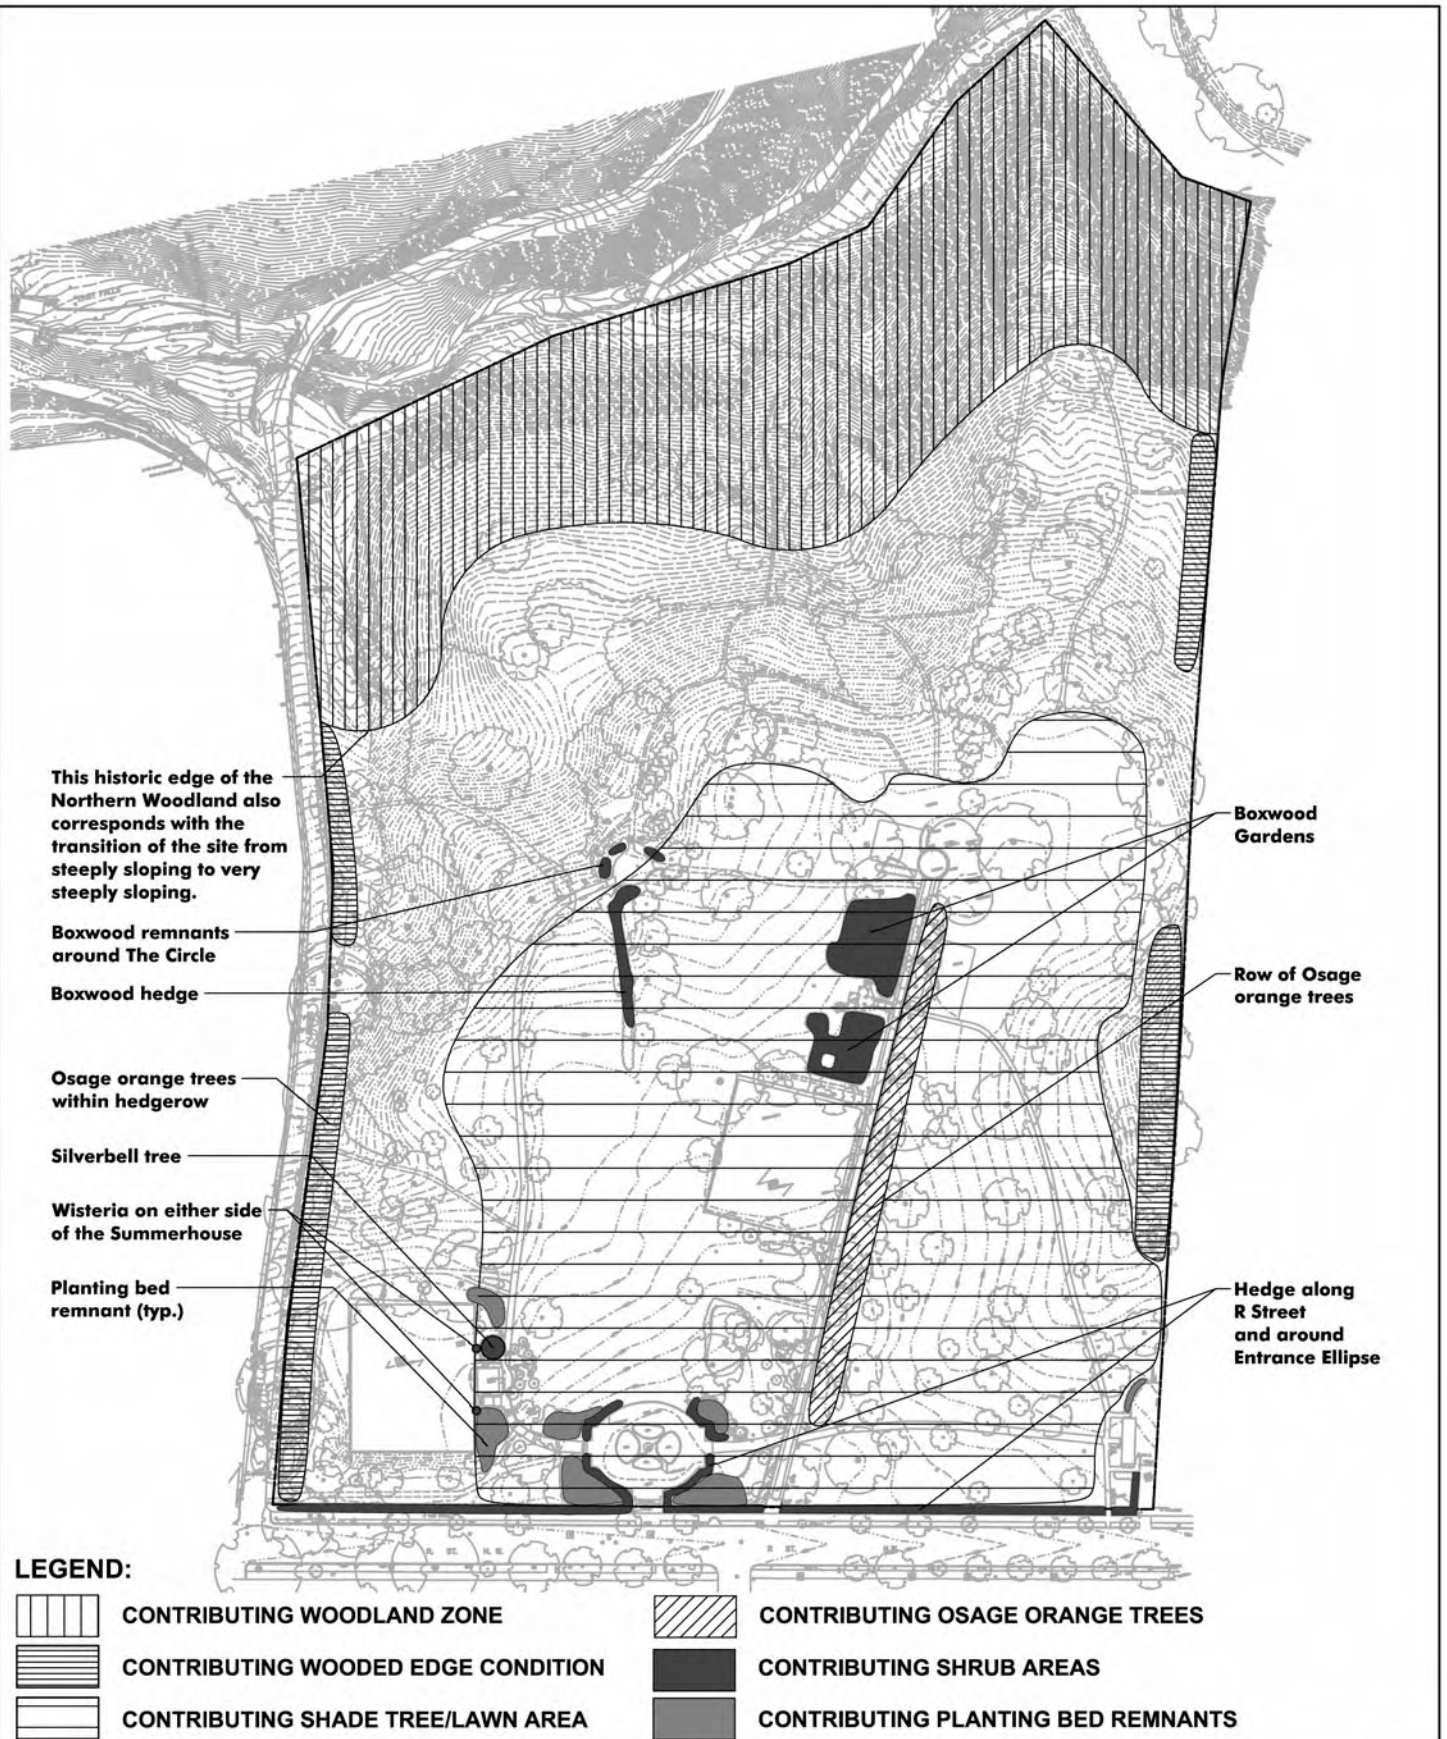 This historic edge of the
Northern Woodland also
corresponds with the
transition of the site from
steeply sloping to very
steeply sloping.
Boxwood remnants
around The Circle
Boxwood hedge
Osage orange trees
within hedgerow
Silverbell tree
Wisteria on either side
of the Summerhouse
Planting bed
remnant (typ.)
Boxwood
Gardens
Row of Osage
orange trees
Hedge along
R Street
and around
Entrance Ellipse
R. ST. N. W.
LEGEND:
CONTRIBUTING WOODLAND ZONE
CONTRIBUTING WOODED EDGE CONDITION
CONTRIBUTING SHADE TREE/LAWN AREA
CONTRIBUTING OSAGE ORANGE TREES
CONTRIBUTING SHRUB AREAS
CONTRIBUTING PLANTING BED REMNANTS